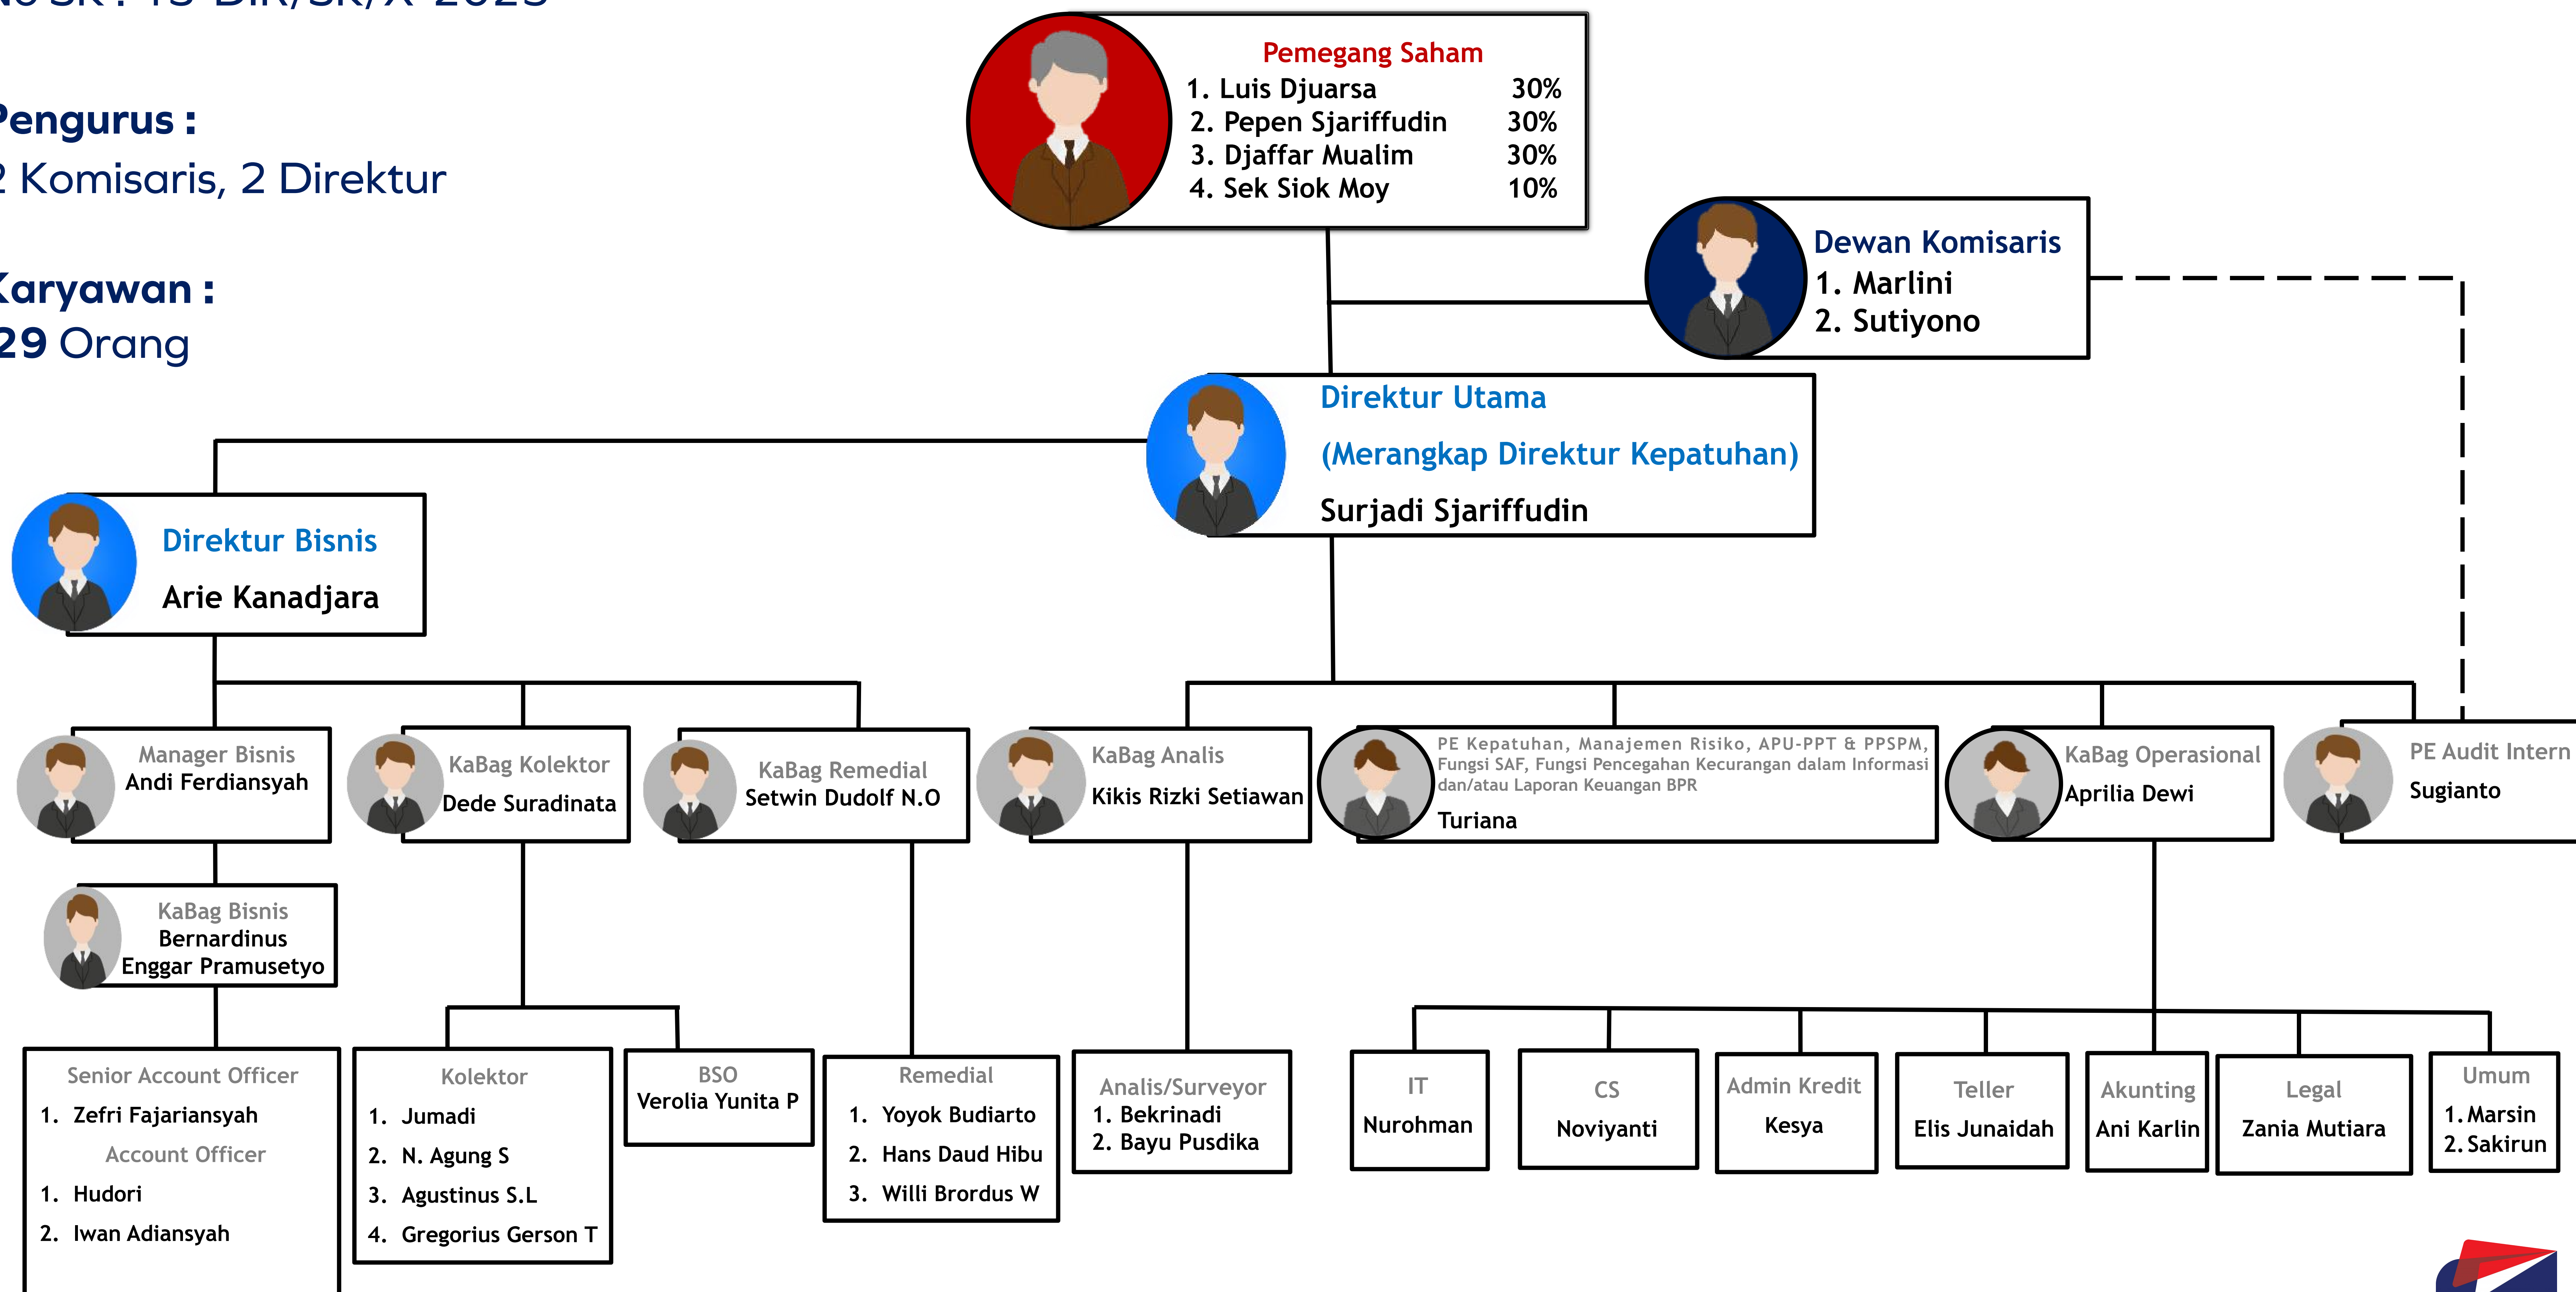 2 Komisaris, 2 Direktur
29 Orang
Pemegang Saham
1. Luis Djuarsa 30%
2. Pepen Sjariffudin 30%
3. Djaffar Mualim 30%
4. Sek Siok Moy 10%
Dewan Komisaris
1. Marlini
2. Sutiyono
Direktur Utama
(Merangkap Direktur Kepatuhan)
Surjadi Sjariffudin
Direktur Bisnis
Arie Kanadjara
Manager Bisnis
Andi Ferdiansyah
KaBag Kolektor
Dede Suradinata
KaBag Remedial
Setwin Dudolf N.O
KaBag Analis
Kikis Rizki Setiawan
PE Kepatuhan, Manajemen Risiko, APU-PPT & PPSPM,
Fungsi SAF, Fungsi Pencegahan Kecurangan dalam Informasi
dan/atau Laporan Keuangan BPR
Turiana
KaBag Operasional
Aprilia Dewi
PE Audit Intern
Sugianto
KaBag Bisnis
Bernardinus
Enggar Pramusetyo
Senior Account Officer
1. Zefri Fajariansyah
Account Officer
1. Hudori
2. Iwan Adiansyah
Kolektor
1. Jumadi
2. N. Agung S
3. Agustinus S.L
4. Gregorius Gerson T
BSO
Verolia Yunita P
Remedial
1. Yoyok Budiarto
2. Hans Daud Hibu
3. Willi Brordus W
Analis/Surveyor
1. Bekrinadi
2. Bayu Pusdika
IT
Nurohman
CS
Noviyanti
Admin Kredit
Kesya
Teller
Elis Junaidah
Akunting
Ani Karlin
Legal
Zania Mutiara
Umum
1. Marsin
2. Sakirun